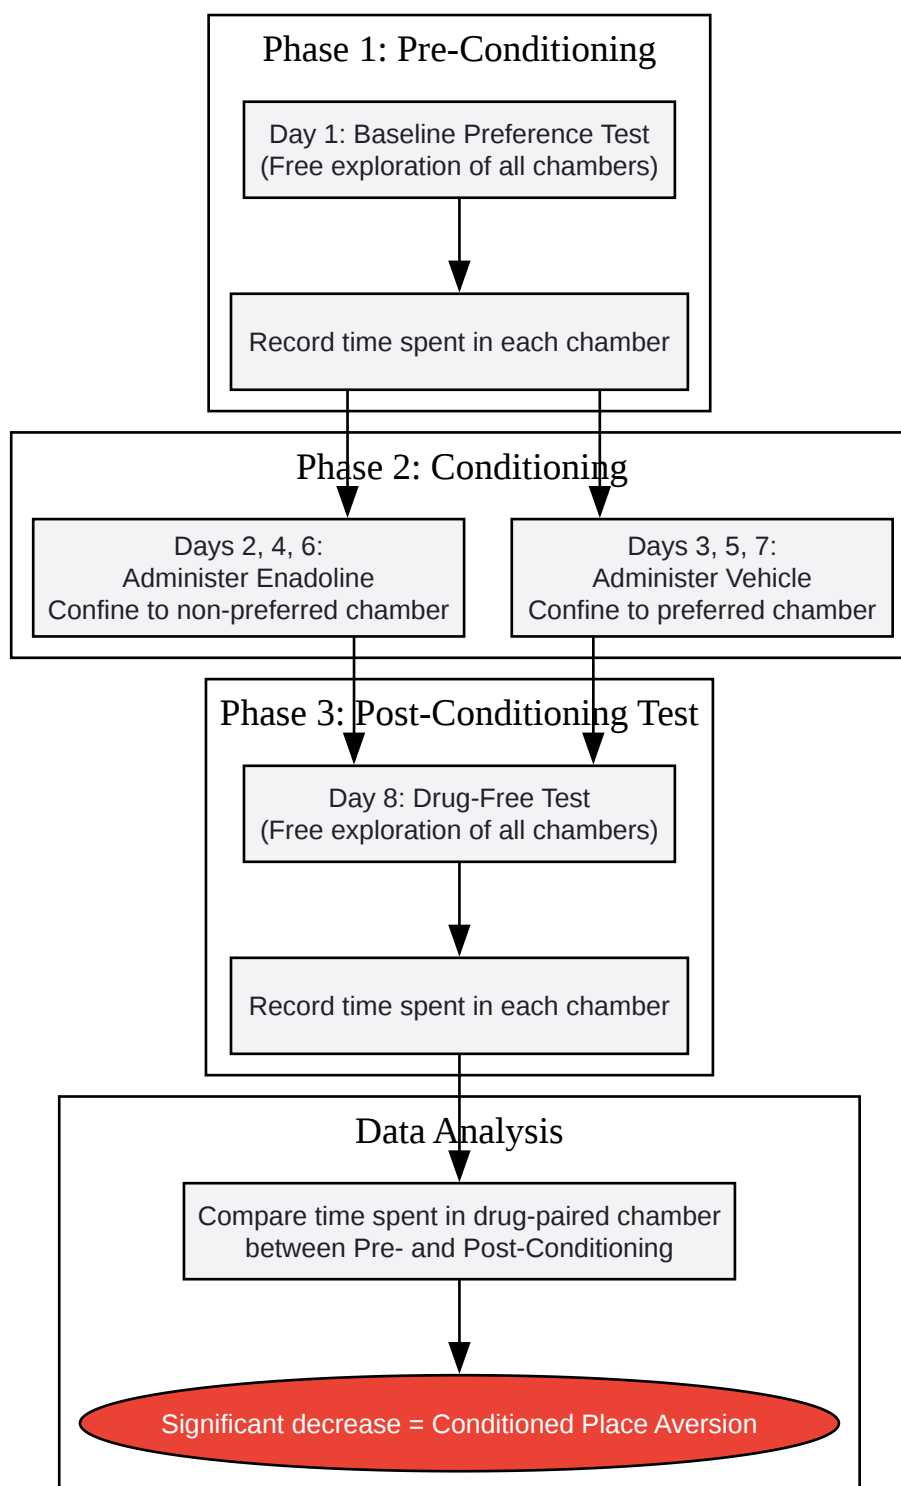 Phase 1: Pre-Conditioning
Day 1: Baseline Preference Test
(Free exploration of all chambers)
Record time spent in each chamber
Phase 2: Conditioning
Days 2, 4, 6:
Administer Enadoline
Confine to non-preferred chamber
Days 3, 5, 7:
Administer Vehicle
Confine to preferred chamber
Phase 3: Post-Conditioning Test
Day 8: Drug-Free Test
(Free exploration of all chambers)
Record time spent in each chamber
Data Analysis
Compare time spent in drug-paired chamber
between Pre- and Post-Conditioning
Significant decrease = Conditioned Place Aversion